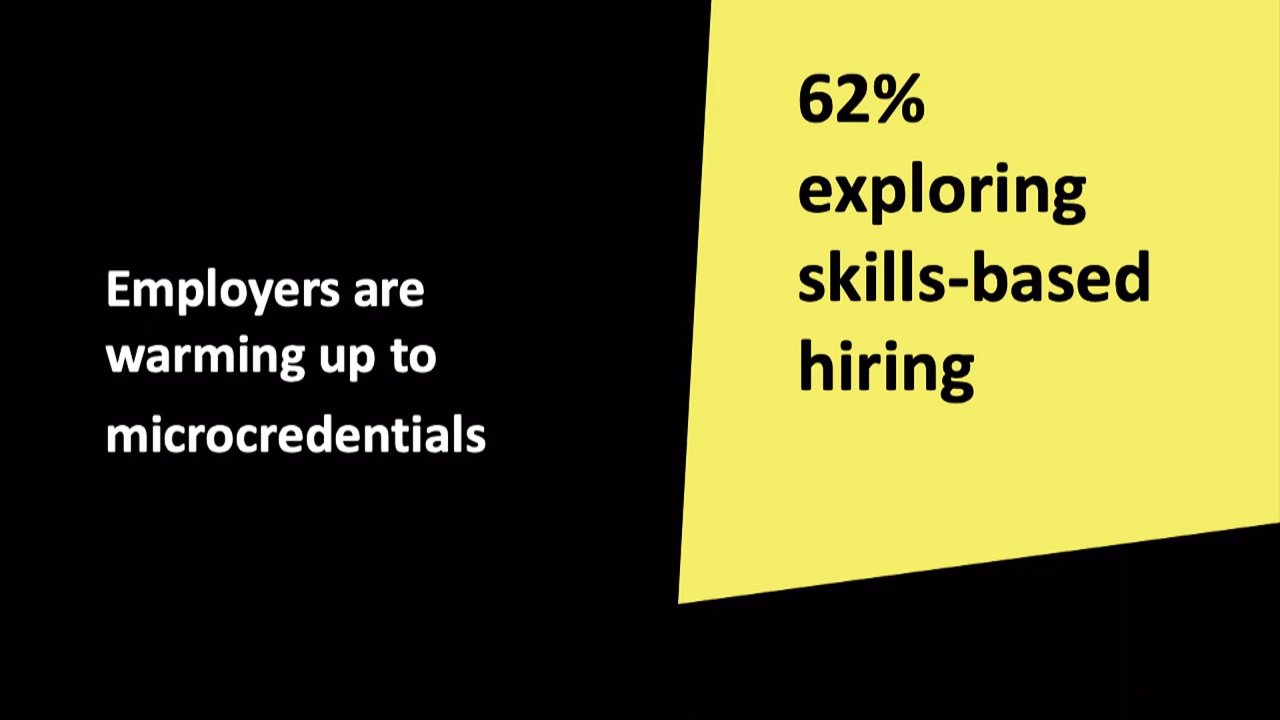 Employers are
warming up to
microcredentials
62%
exploring
skills-based
hiring